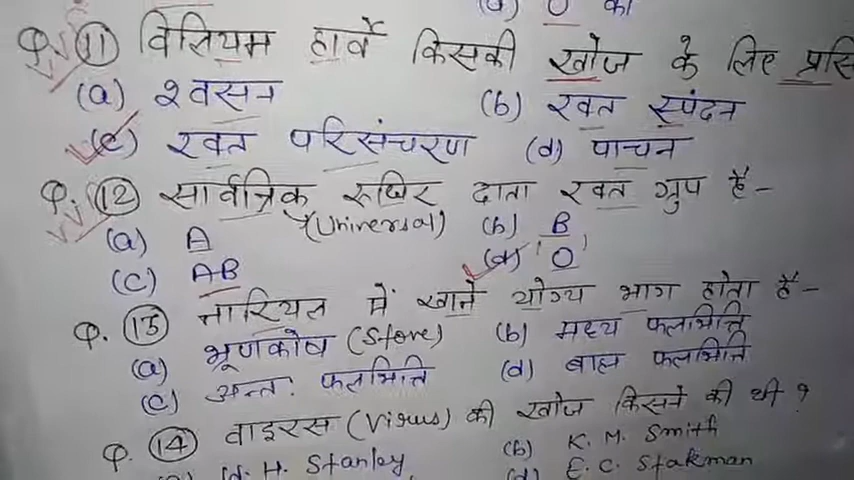 (d) O का
Q. 11 विलियम हार्वे किसकी खोज के लिए प्रसि
(a) श्वसन (b) रक्त स्पंदन
(c) रक्त परिसंचरण (d) पाचन
Q. 12 सार्वत्रिक रूधिर दाता रक्त ग्रुप है -
(Universal)
(a) A (b) B
(c) AB (d) O
Q. 13 नारियल में खाने योग्य भाग होता है -
(a) भूणकोष (Store) (b) मध्य फलभित्ति
(c) अन्त: फलभित्ति (d) बाह्य फलभित्ति
Q. 14 वाइरस (Virus) की खोज किसने की थी ?
W. H. Stanley (b) K. M. Smith
(d) E. C. Stakman